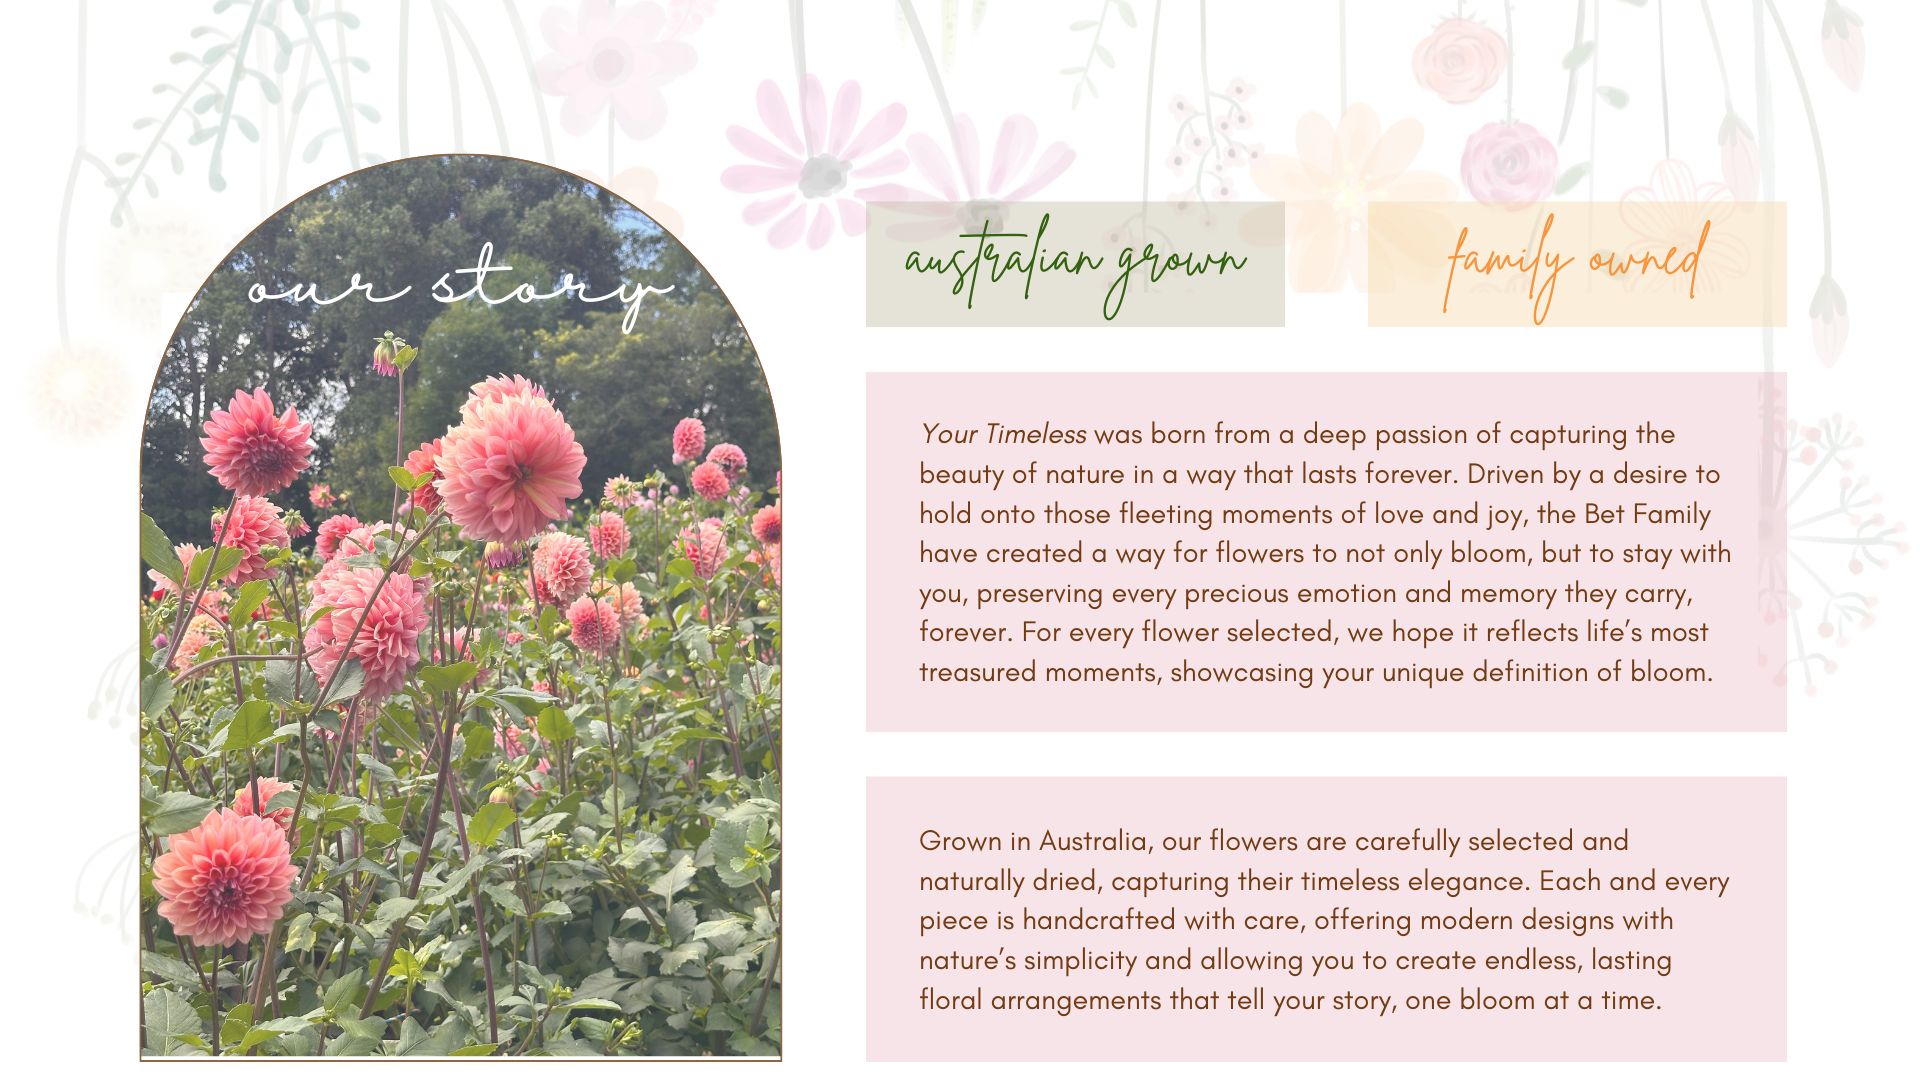 our story
australian grown
family owned
Your Timeless was born from a deep passion of capturing the
beauty of nature in a way that lasts forever. Driven by a desire to
hold onto those fleeting moments of love and joy, the Bet Family
have created a way for flowers to not only bloom, but to stay with
you, preserving every precious emotion and memory they carry,
forever. For every flower selected, we hope it reflects life’s most
treasured moments, showcasing your unique definition of bloom.
Grown in Australia, our flowers are carefully selected and
naturally dried, capturing their timeless elegance. Each and every
piece is handcrafted with care, offering modern designs with
nature’s simplicity and allowing you to create endless, lasting
floral arrangements that tell your story, one bloom at a time.